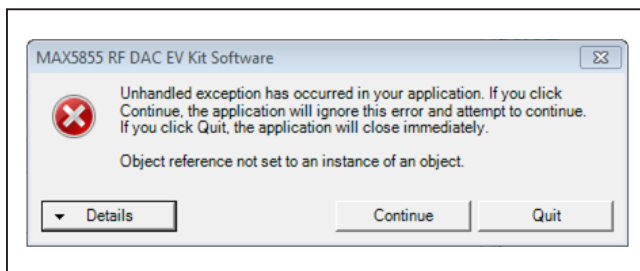 MAX5855 RF DAC EV Kit Software
Unhandled exception has occurred in your application. If you click
Continue, the application will ignore this error and attempt to continue.
If you click Quit, the application will close immediately.
Object reference not set to an instance of an object.
Details
Continue
Quit